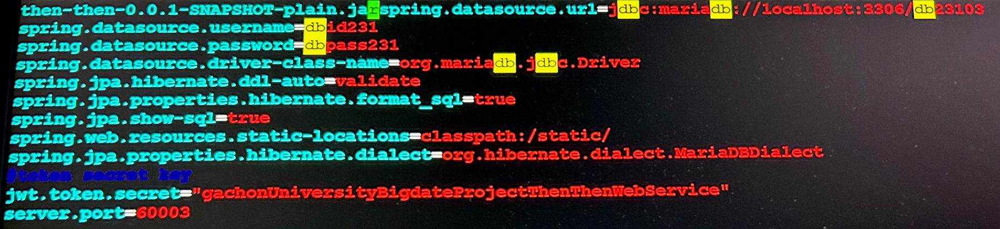 then-then-0.0.1-SNAPSHOT-plain.jarspring.datasource.url=jdbc:mariadb://localhost:3306/db23103
spring.datasource.username=dbid231
spring.datasource.password=dbpass231
spring.datasource.driver-class-name=org.mariadb.jdbc.Driver
spring.jpa.hibernate.ddl-auto=validate
spring.jpa.properties.hibernate.format_sql=true
spring.jpa.show-sql=true
spring.web.resources.static-locations=classpath:/static/
spring.jpa.properties.hibernate.dialect=org.hibernate.dialect.MariaDBDialect
#token secret key
jwt.token.secret="gachonUniversityBigdateProjectThenThenWebService"
server.port=60003